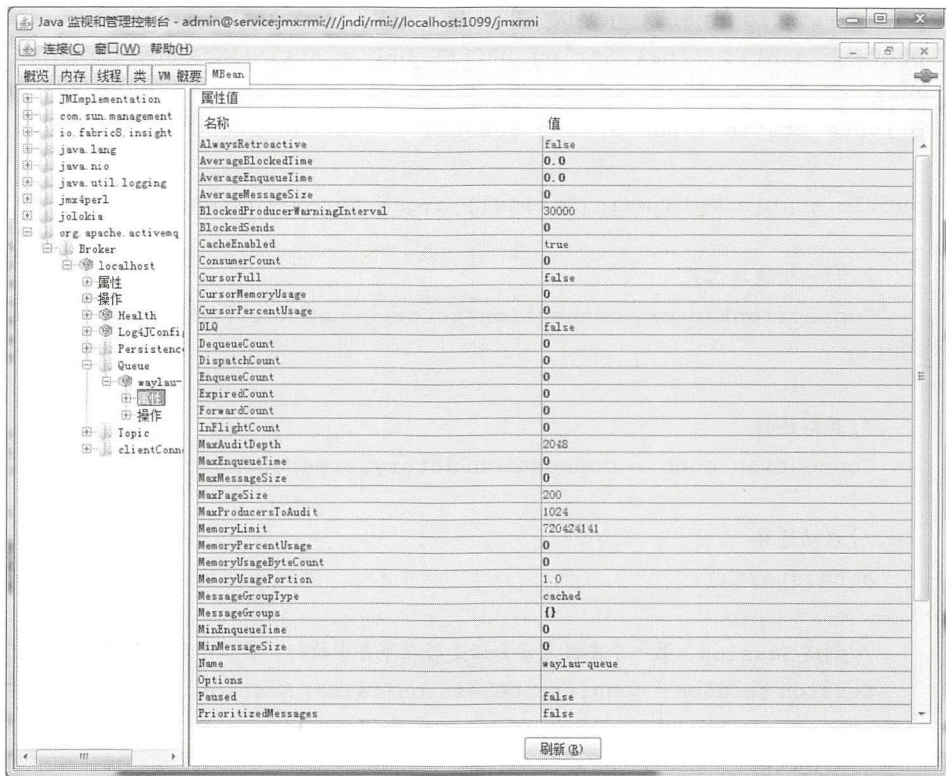 Java 监视和管理控制台 - admin@service:jmx:rmi:///jndi/rmi://localhost:1099/jmxrmi
连接(C) 窗口(W) 帮助(H)
概览 内存 线程 类 VM 概要 MBean
JMImplementation
com.sun.management
io.fabric8.insight
java.lang
java.nio
java.util.logging
jmx4perl
jolokia
org.apache.activemq
Broker
localhost
属性
操作
Health
Log4JConfi
Persistenc
Queue
waylau-
属性
操作
Topic
clientConn
属性值
名称 值
AlwaysRetroactive false
AverageBlockedTime 0.0
AverageEnqueueTime 0.0
AverageMessageSize 0
BlockedProducerWarningInterval 30000
BlockedSends 0
CacheEnabled true
ConsumerCount 0
CursorFull false
CursorMemoryUsage 0
CursorPercentUsage 0
DLQ false
DequeueCount 0
DispatchCount 0
EnqueueCount 0
ExpiredCount 0
ForwardCount 0
InFlightCount 0
MaxAuditDepth 2048
MaxEnqueueTime 0
MaxMessageSize 0
MaxPageSize 200
MaxProducersToAudit 1024
MemoryLimit 720424141
MemoryPercentUsage 0
MemoryUsageByteCount 0
MemoryUsagePortion 1.0
MessageGroupType cached
MessageGroups {}
MinEnqueueTime 0
MinMessageSize 0
Name waylau-queue
Options
Paused false
PrioritizedMessages false
刷新(R)